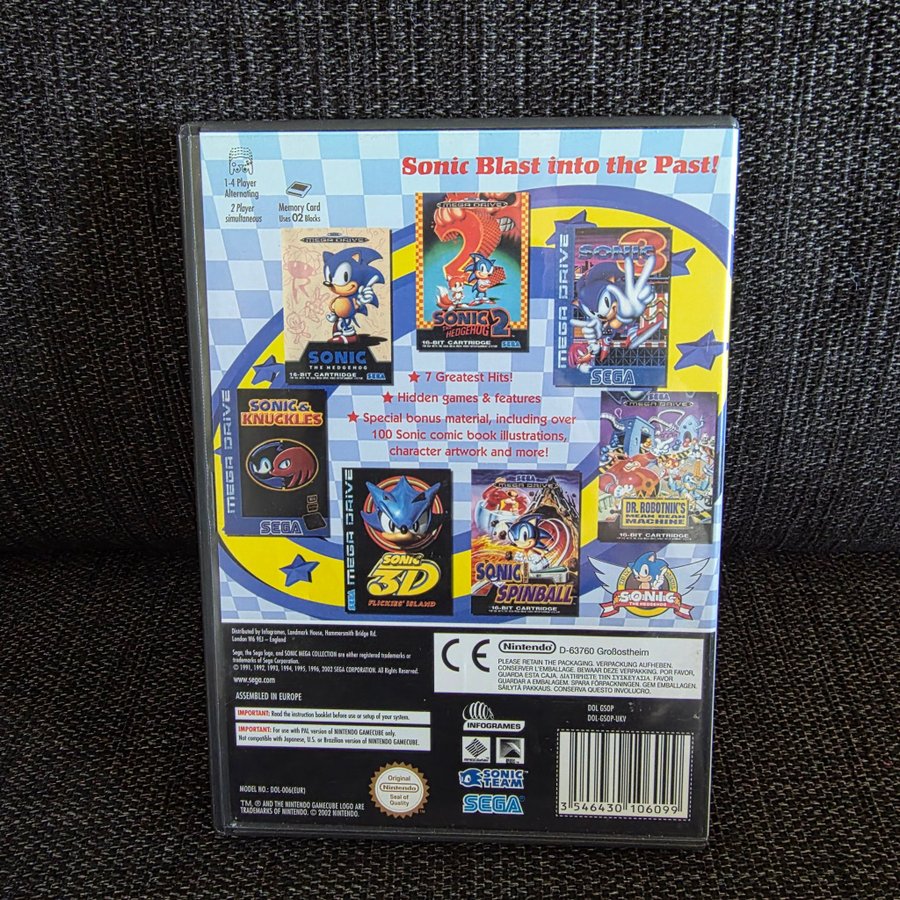 Sonic Blast into the Past!
1-4 Player
Alternating
2 Player
simultaneous
Memory Card
Uses 02 Blocks
MEGA DRIVE
SONIC
THE HEDGEHOG
16-BIT CARTRIDGE
SEGA
MEGA DRIVE
SONIC
THE HEDGEHOG 2
16-BIT CARTRIDGE
SEGA
MEGA DRIVE
SONIC 3
SEGA
7 Greatest Hits!
Hidden games & features
Special bonus material, including over
100 Sonic comic book illustrations,
character artwork and more!
MEGA DRIVE
SONIC &
KNUCKLES
SEGA
SEGA MEGA DRIVE
SONIC
3D
FLICKIES' ISLAND
SEGA
MEGA DRIVE
SONIC
SPINBALL
16-BIT CARTRIDGE
SEGA
MEGA DRIVE
DR. ROBOTNIK'S
MEAN BEAN
MACHINE
16-BIT CARTRIDGE
SONIC
THE HEDGEHOG
Distributed by Infogrames, Landmark House, Hammersmith Bridge Rd.
London W6 9EJ – England
Sega, the Sega logo, and SONIC MEGA COLLECTION are either registered trademarks or
trademarks of Sega Corporation.
© 1991, 1992, 1993, 1994, 1995, 1996, 2002 SEGA CORPORATION. All Rights Reserved.
www.sega.com
ASSEMBLED IN EUROPE
IMPORTANT: Read the instruction booklet before use or setup of your system.
IMPORTANT: For use with PAL version of NINTENDO GAMECUBE only.
Not compatible with Japanese, U.S. or Brazilian version of NINTENDO GAMECUBE.
MODEL NO.: DOL-006(EUR)
TM, ® AND THE NINTENDO GAMECUBE LOGO ARE
TRADEMARKS OF NINTENDO. © 2002 NINTENDO.
Original
Nintendo
Seal of
Quality
CE
Nintendo
D-63760 Großostheim
PLEASE RETAIN THE PACKAGING. VERPACKUNG AUFHEBEN.
CONSERVER L'EMBALLAGE. BEWAAR DEZE VERPAKKING. POR FAVOR,
GUARDA ESTA CAJA. ΔΙΑΤΗΡΗΣΤΕ ΤΗΝ ΣΥΣΚΕΥΑΣΙΑ. FAVOR
GUARDAR A EMBALAGEM. SPARA FÖRPACKNINGEN. GEM EMBALLAGEN.
SÄILYTÄ PAKKAUS. CONSERVA QUESTO INVOLUCRO.
INFOGRAMES
SONIC
TEAM
SEGA
DOL GSOP
DOL-GSOP-UKV
3 546430 106099